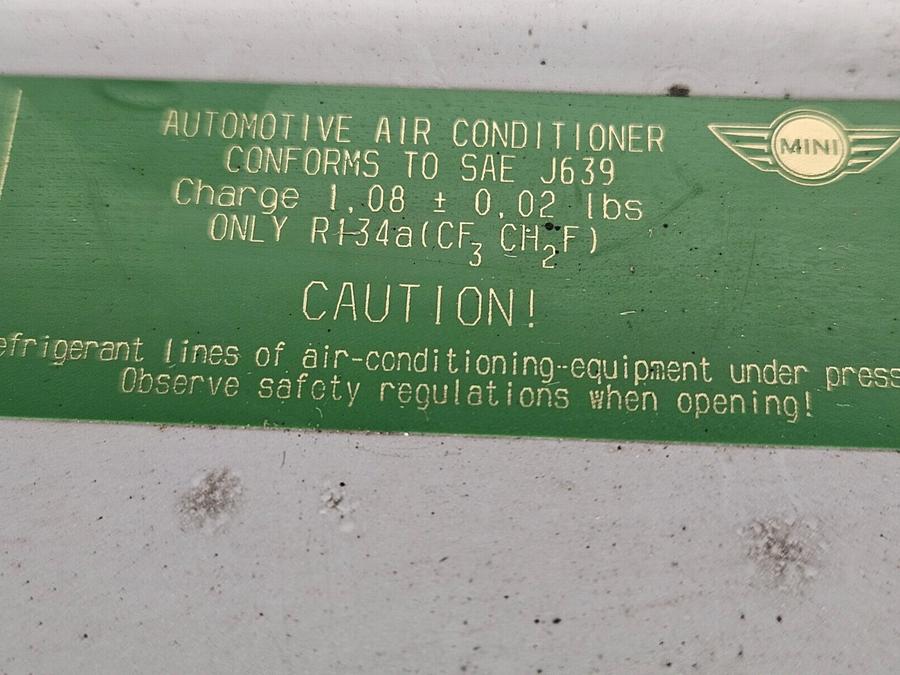 AUTOMOTIVE AIR CONDITIONER
MINI
CONFORMS TO SAE J639
Charge 1.08 ± 0.02 lbs
ONLY R134a(CF3 CH2F)
CAUTION!
efrigerant lines of air-conditioning-equipment under press
Observe safety regulations when opening!